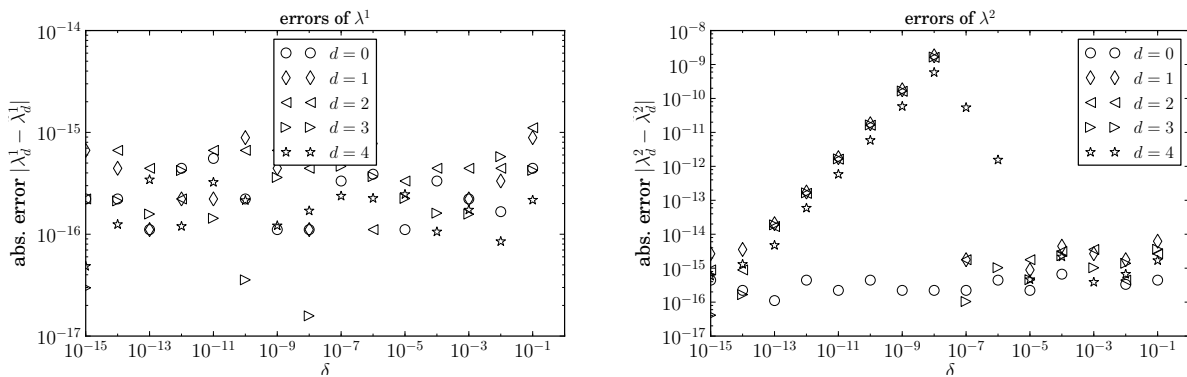 errors of λ¹
abs. error |λ¹_d − λ̃¹_d|
10⁻¹⁴
10⁻¹⁵
10⁻¹⁶
10⁻¹⁷
d = 0
d = 1
d = 2
d = 3
d = 4
10⁻¹⁵ 10⁻¹³ 10⁻¹¹ 10⁻⁹ 10⁻⁷ 10⁻⁵ 10⁻³ 10⁻¹
δ
errors of λ²
abs. error |λ²_d − λ̃²_d|
10⁻⁸
10⁻⁹
10⁻¹⁰
10⁻¹¹
10⁻¹²
10⁻¹³
10⁻¹⁴
10⁻¹⁵
10⁻¹⁶
10⁻¹⁷
d = 0
d = 1
d = 2
d = 3
d = 4
10⁻¹⁵ 10⁻¹³ 10⁻¹¹ 10⁻⁹ 10⁻⁷ 10⁻⁵ 10⁻³ 10⁻¹
δ